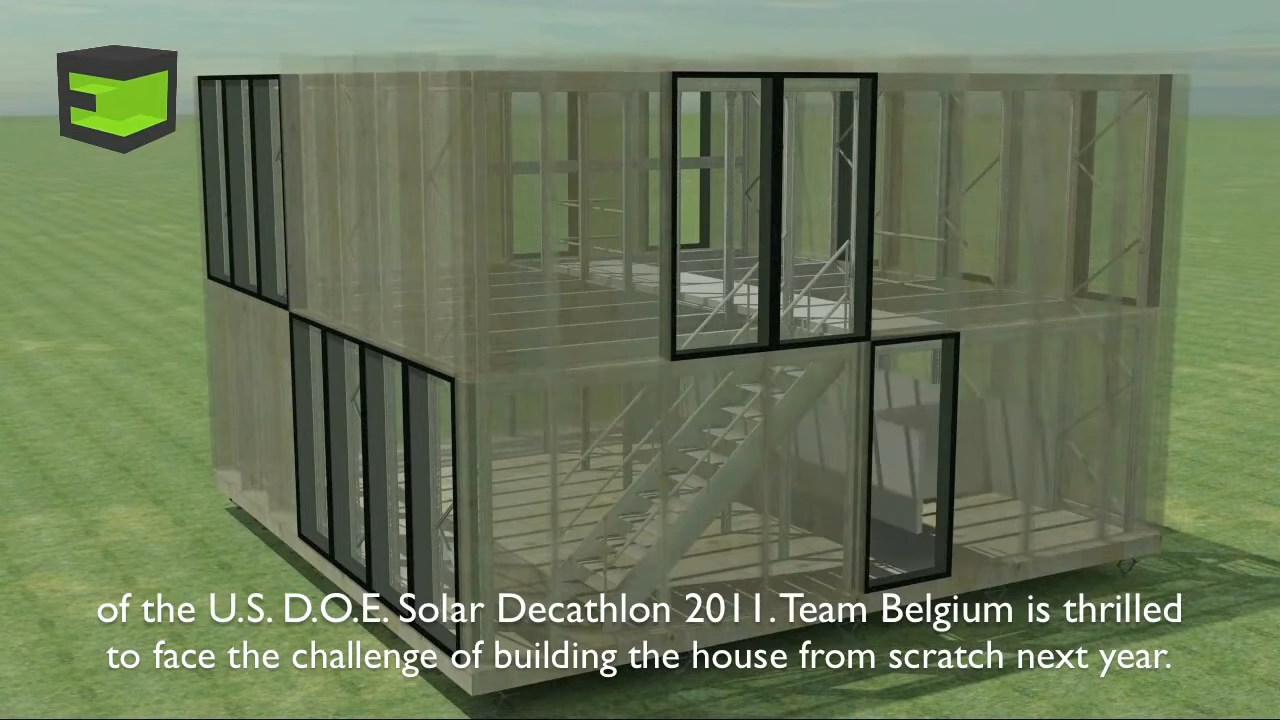 of the U.S. D.O.E. Solar Decathlon 2011. Team Belgium is thrilled
to face the challenge of building the house from scratch next year.